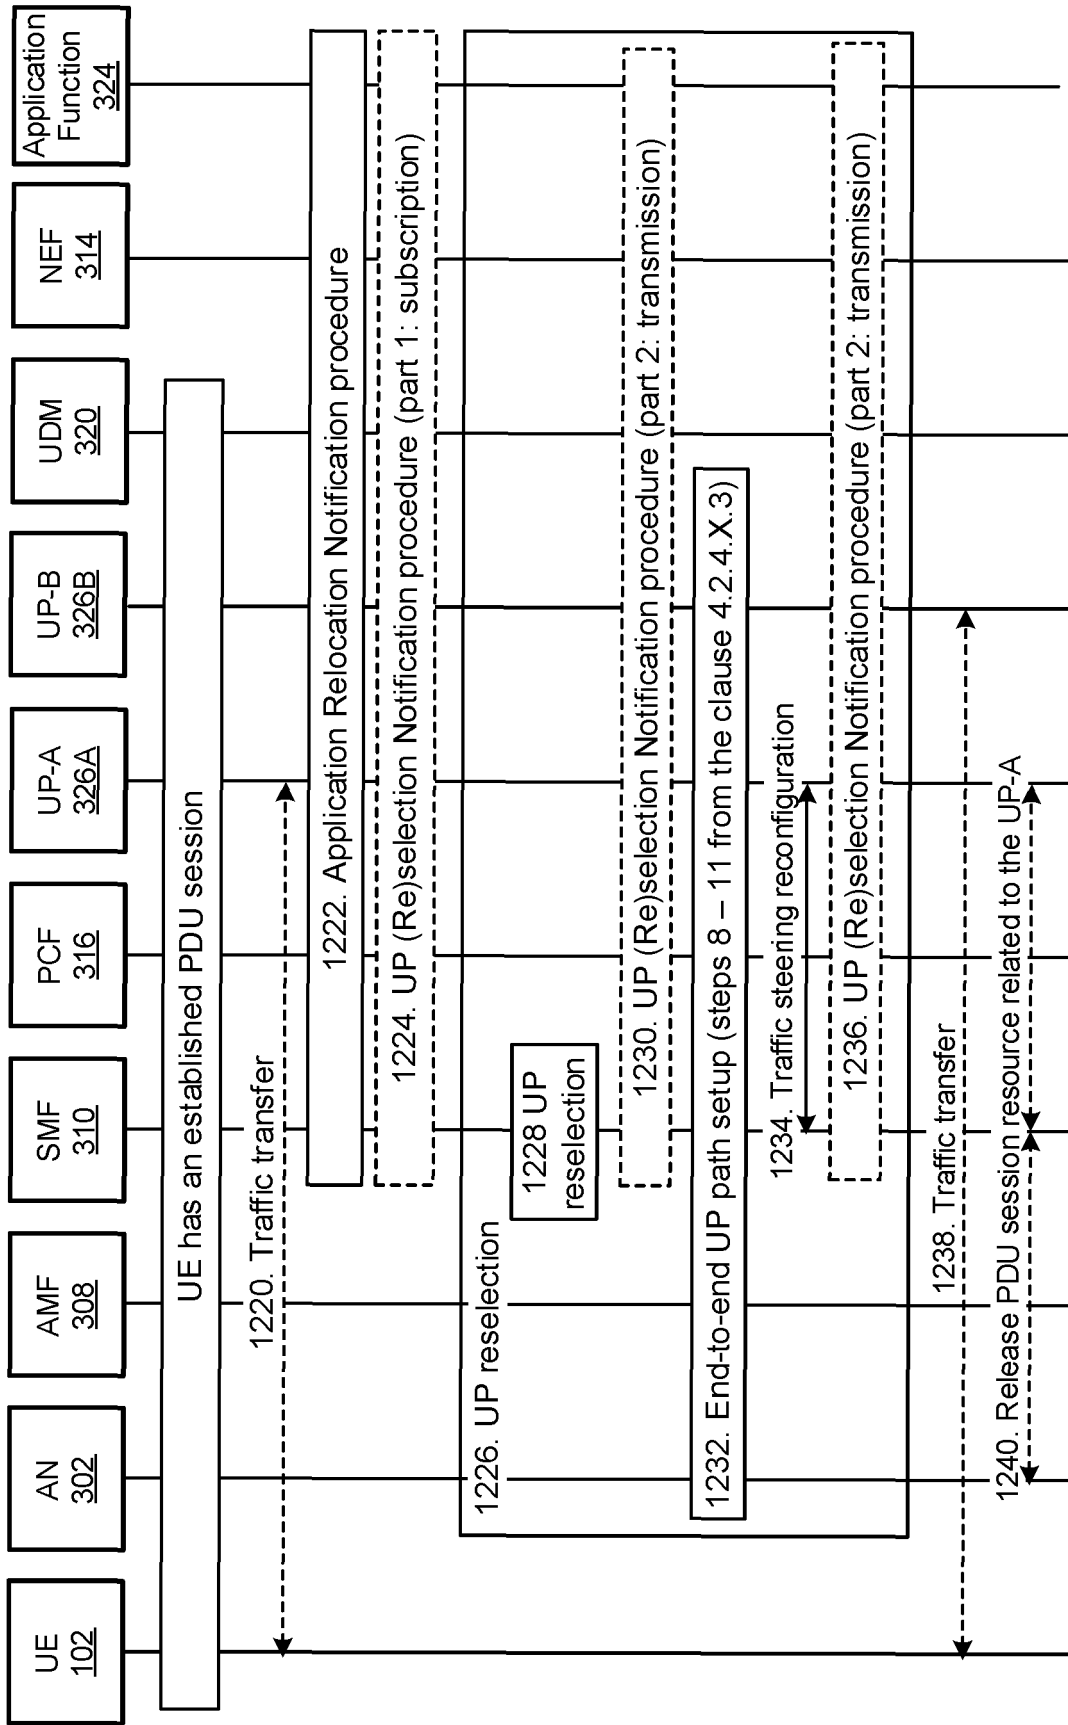 UE
102
AN
302
AMF
308
SMF
310
PCF
316
UP-A
326A
UP-B
326B
UDM
320
NEF
314
Application
Function
324
UE has an established PDU session
1220. Traffic transfer
1222. Application Relocation Notification procedure
1224. UP (Re)selection Notification procedure (part 1: subscription)
1226. UP reselection
1228 UP
reselection
1230. UP (Re)selection Notification procedure (part 2: transmission)
1232. End-to-end UP path setup (steps 8 – 11 from the clause 4.2.4.X.3)
1234. Traffic steering reconfiguration
1236. UP (Re)selection Notification procedure (part 2: transmission)
1238. Traffic transfer
1240. Release PDU session resource related to the UP-A